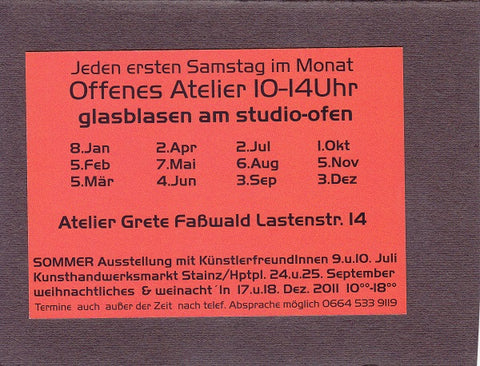 Jeden ersten Samstag im Monat
Offenes Atelier 10-14Uhr
glasblasen am studio-ofen
8.Jan 2.Apr 2.Jul 1.Okt
5.Feb 7.Mai 6.Aug 5.Nov
5.Mär 4.Jun 3.Sep 3.Dez
Atelier Grete Faßwald Lastenstr. 14
SOMMER Ausstellung mit KünstlerfreundInnen 9.u.10. Juli
Kunsthandwerksmarkt Stainz/Hptpl. 24.u.25. September
weihnachtliches & weinacht´ln 17.u.18. Dez. 2011 10°°-18°°
Termine auch außer der Zeit nach telef. Absprache möglich 0664 533 9119